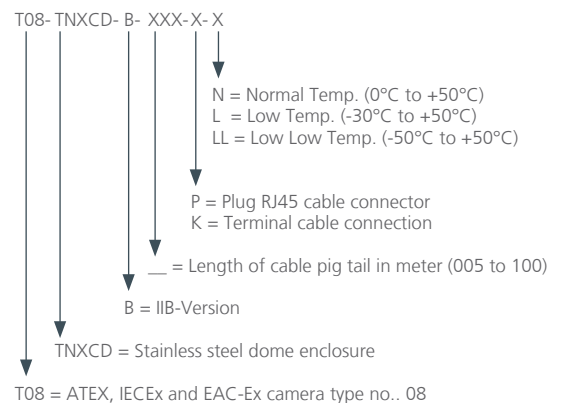 T08- TNXCD- B- XXX- X- X
N = Normal Temp. (0°C to +50°C)
L = Low Temp. (-30°C to +50°C)
LL = Low Low Temp. (-50°C to +50°C)
P = Plug RJ45 cable connector
K = Terminal cable connection
__ = Length of cable pig tail in meter (005 to 100)
B = IIB-Version
TNXCD = Stainless steel dome enclosure
T08 = ATEX, IECEx and EAC-Ex camera type no.. 08